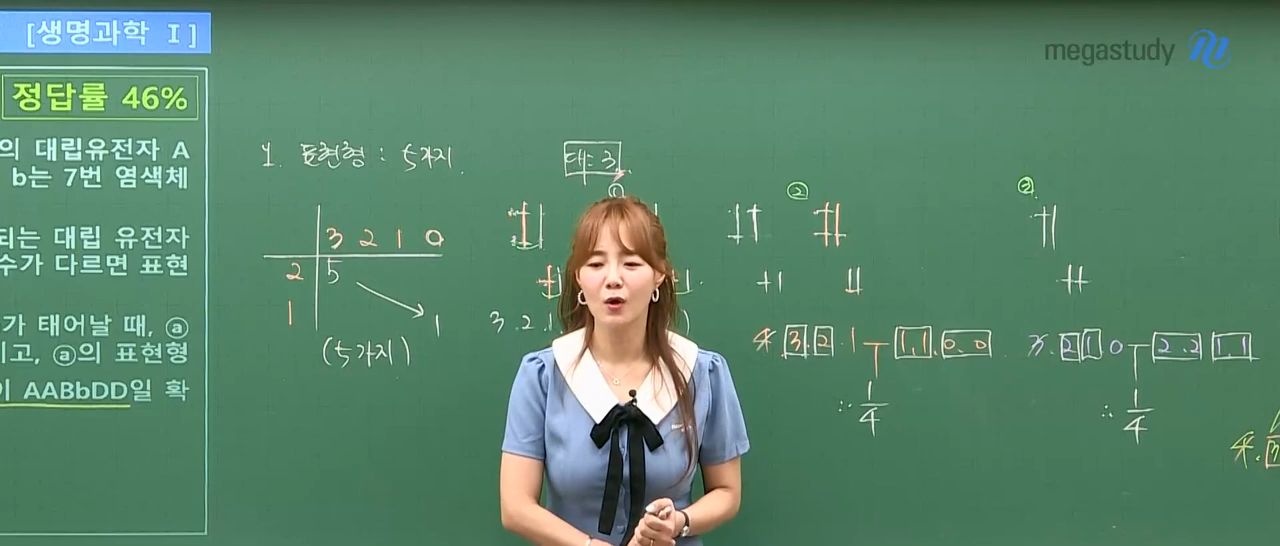 [생명과학 Ⅰ]
megastudy
정답률 46%
의 대립유전자 A
b는 7번 염색체
되는 대립 유전자
수가 다르면 표현
가 태어날 때, ⓐ
이고, ⓐ의 표현형
이 AABbDD일 확
1. 표현형 : 5가지.
대: 3
① ② ③
3 2 1 0
2 5
1 1
(5가지)
3. 2. 1
4. 3. 2. 1 1. 1. 0. 0
3. 2 1 0 2. 2 1. 1
∴ 1/4
∴ 1/4